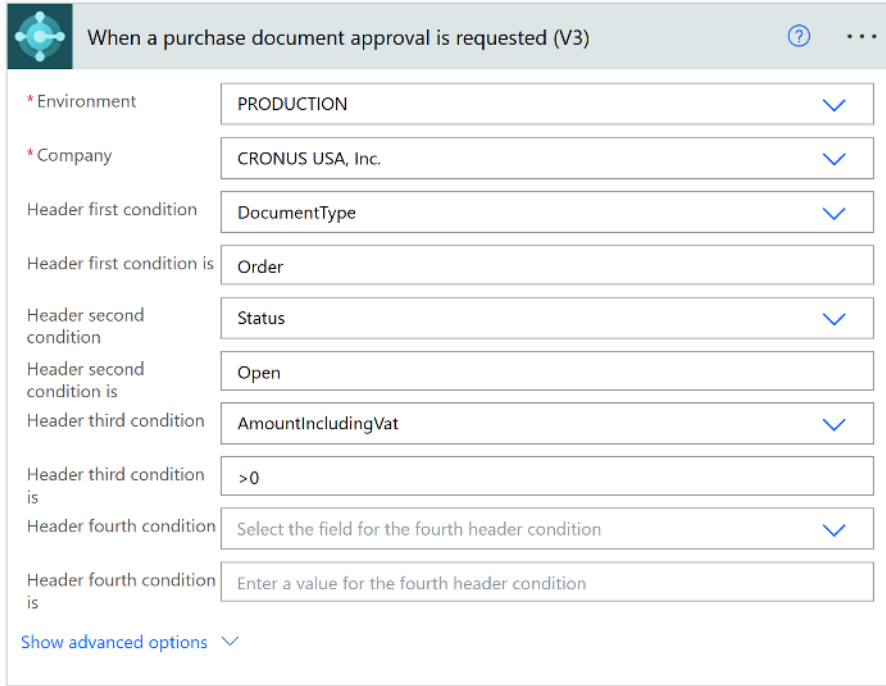 When a purchase document approval is requested (V3)
* Environment
PRODUCTION
* Company
CRONUS USA, Inc.
Header first condition
DocumentType
Header first condition is
Order
Header second
condition
Status
Header second
condition is
Open
Header third condition
AmountIncludingVat
Header third condition
is
>0
Header fourth condition
Select the field for the fourth header condition
Header fourth condition
is
Enter a value for the fourth header condition
Show advanced options